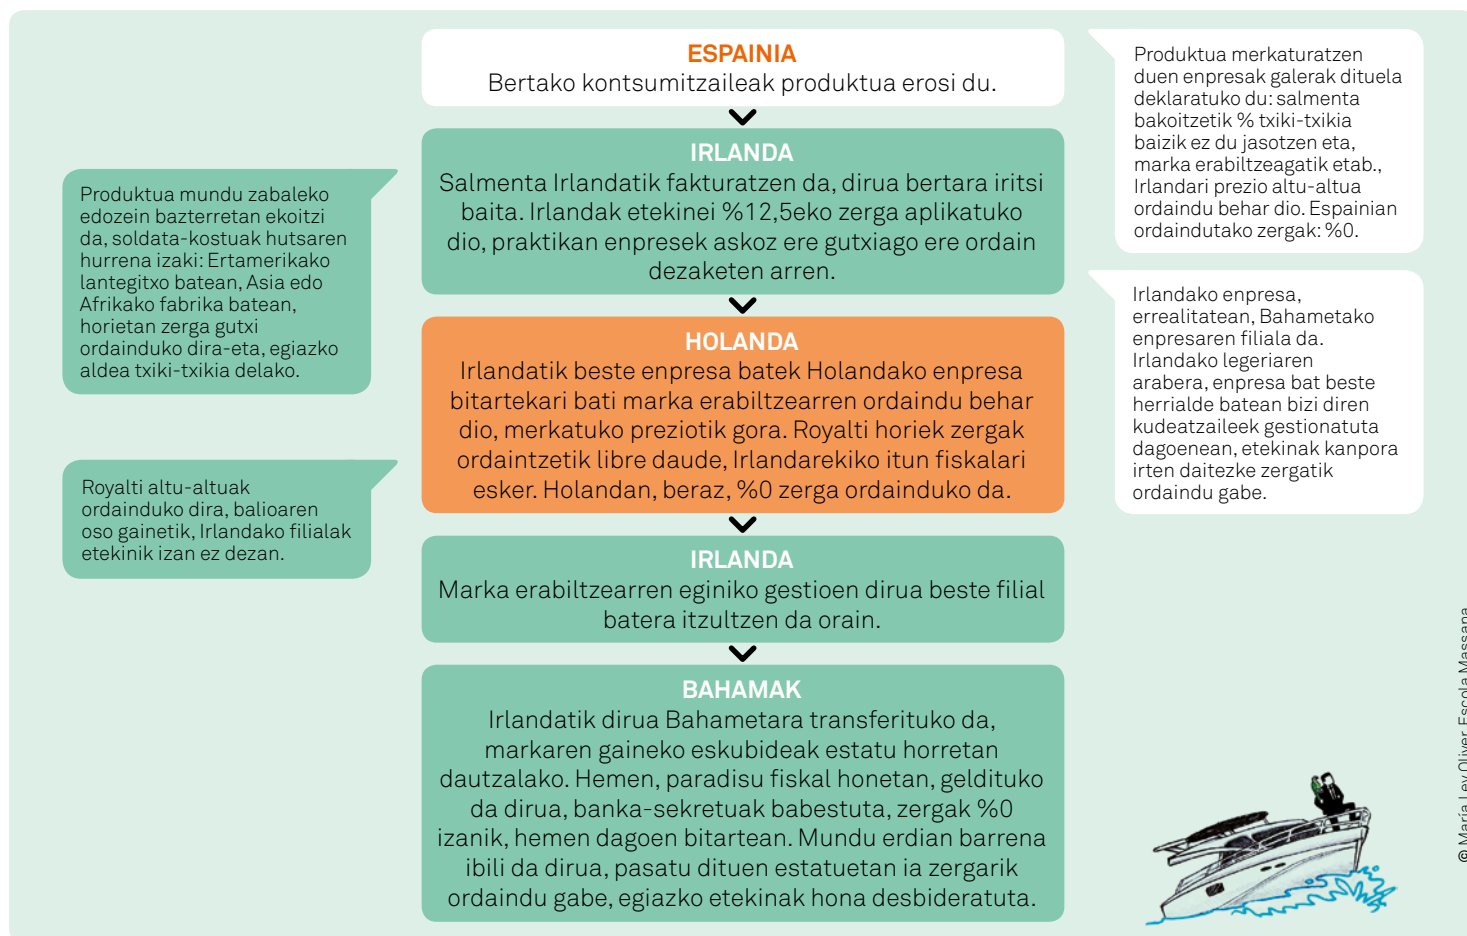 ESPAINIA
Bertako kontsumitzaileak produktua erosi du.
Produktua merkaturatzen
duen enpresak galerak dituela
deklaratuko du: salmenta
bakoitzetik % txiki-txikia
baizik ez du jasotzen eta,
marka erabiltzeagatik etab.,
Irlandari prezio altu-altua
ordaindu behar dio. Espainian
ordaindutako zergak: %0.
IRLANDA
Salmenta Irlandatik fakturatzen da, dirua bertara iritsi
baita. Irlandak etekinei %12,5eko zerga aplikatuko
dio, praktikan enpresek askoz ere gutxiago ere ordain
dezaketen arren.
Produktua mundu zabaleko
edozein bazterretan ekoitzi
da, soldata-kostuak hutsaren
hurrena izaki: Ertamerikako
lantegitxo batean, Asia edo
Afrikako fabrika batean,
horietan zerga gutxi
ordainduko dira-eta, egiazko
aldea txiki-txikia delako.
Irlandako enpresa,
errealitatean, Bahametako
enpresaren filiala da.
Irlandako legeriaren
arabera, enpresa bat beste
herrialde batean bizi diren
kudeatzaileek gestionatuta
dagoenean, etekinak kanpora
irten daitezke zergatik
ordaindu gabe.
HOLANDA
Irlandatik beste enpresa batek Holandako enpresa
bitartekari bati marka erabiltzearren ordaindu behar
dio, merkatuko preziotik gora. Royalti horiek zergak
ordaintzetik libre daude, Irlandarekiko itun fiskalari
esker. Holandan, beraz, %0 zerga ordainduko da.
Royalti altu-altuak
ordainduko dira, balioaren
oso gainetik, Irlandako filialak
etekinik izan ez dezan.
IRLANDA
Marka erabiltzearren eginiko gestioen dirua beste filial
batera itzultzen da orain.
BAHAMAK
Irlandatik dirua Bahametara transferituko da,
markaren gaineko eskubideak estatu horretan
dautzalako. Hemen, paradisu fiskal honetan, geldituko
da dirua, banka-sekretuak babestuta, zergak %0
izanik, hemen dagoen bitartean. Mundu erdian barrena
ibili da dirua, pasatu dituen estatuetan ia zergarik
ordaindu gabe, egiazko etekinak hona desbideratuta.
© María Ley Oliver Escola Massana